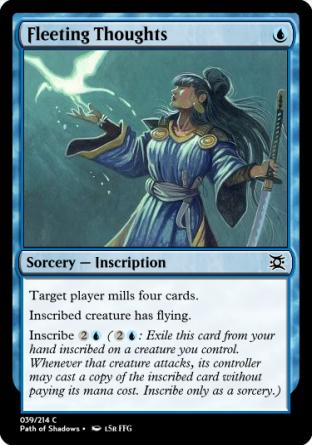 Fleeting Thoughts
Sorcery — Inscription
Target player mills four cards.
Inscribed creature has flying.
Inscribe 2 ( 2 : Exile this card from your
hand inscribed on a creature you control.
Whenever that creature attacks, its controller
may cast a copy of the inscribed card without
paying its mana cost. Inscribe only as a sorcery.)
039/214 C
Path of Shadows • LSR FFG